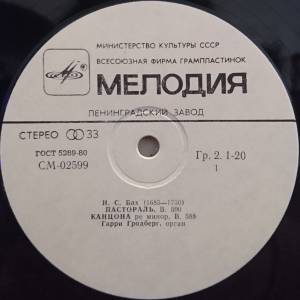 МИНИСТЕРСТВО КУЛЬТУРЫ СССР
ВСЕСОЮЗНАЯ ФИРМА ГРАМПЛАСТИНОК
МЕЛОДИЯ
ЛЕНИНГРАДСКИЙ ЗАВОД
СТЕРЕО 33
ГОСТ 5289-80
СМ-02599
Гр. 2. 1-20
1
И. С. Бах (1685—1750)
ПАСТОРАЛЬ, В. 590
КАНЦОНА ре минор, В. 588
Гарри Гродберг, орган